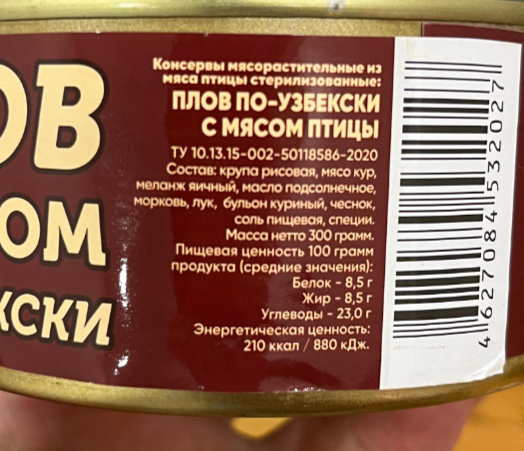 ОВ
ОМ
КСКИ
Консервы мясорастительные из
мяса птицы стерилизованные:
ПЛОВ ПО-УЗБЕКСКИ
С МЯСОМ ПТИЦЫ
ТУ 10.13.15-002-50118586-2020
Состав: крупа рисовая, мясо кур,
меланж яичный, масло подсолнечное,
морковь, лук, бульон куриный, чеснок,
соль пищевая, специи.
Масса нетто 300 грамм.
Пищевая ценность 100 грамм
продукта (средние значения):
Белок - 8,5 г
Жир - 8,5 г
Углеводы - 23,0 г
Энергетическая ценность:
210 ккал / 880 кДж.
4 627084 532027